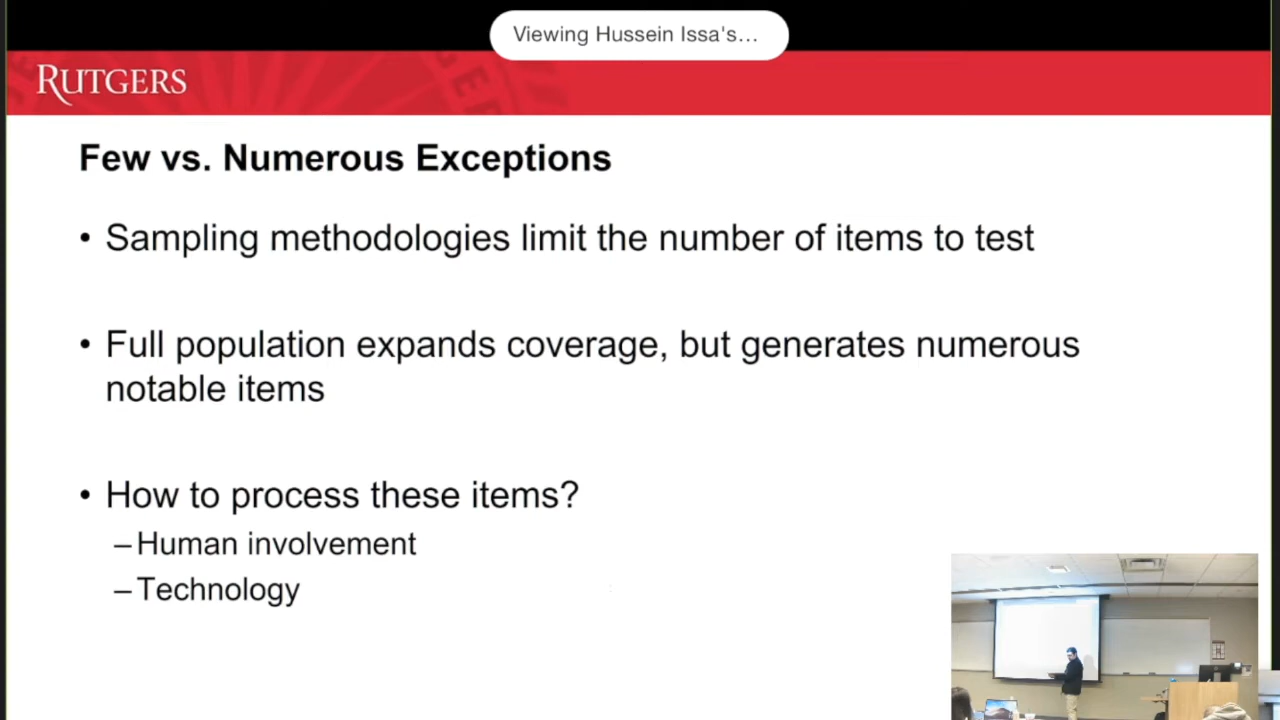 Viewing Hussein Issa's…
RUTGERS
Few vs. Numerous Exceptions
• Sampling methodologies limit the number of items to test
• Full population expands coverage, but generates numerous
notable items
• How to process these items?
–Human involvement
–Technology